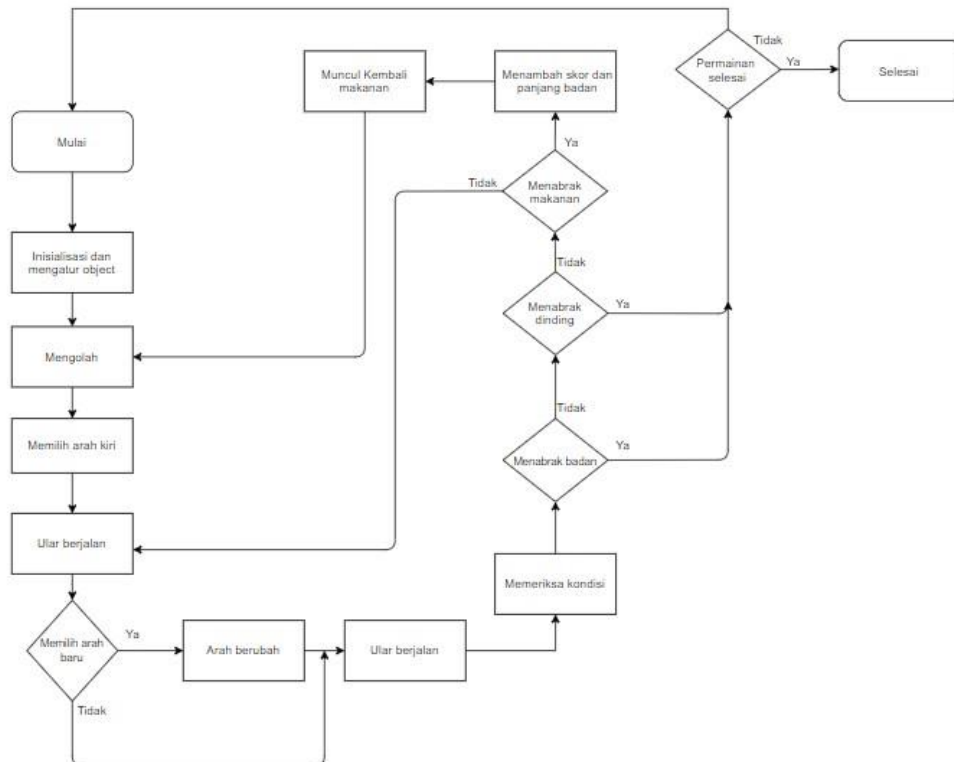 Tidak
Permainan
selesai
Ya
Selesai
Muncul Kembali
makanan
Menambah skor dan
panjang badan
Mulai
Ya
Tidak
Menabrak
makanan
Inisialisasi dan
mengatur object
Tidak
Menabrak
dinding
Ya
Mengolah
Tidak
Memilih arah kiri
Menabrak badan
Ya
Ular berjalan
Memeriksa kondisi
Memilih arah
baru
Ya
Arah berubah
Ular berjalan
Tidak